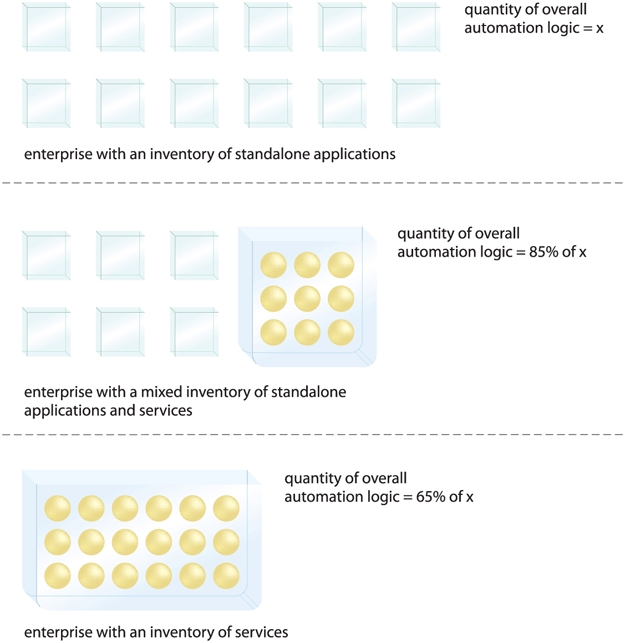 quantity of overall
automation logic = x
enterprise with an inventory of standalone applications
quantity of overall
automation logic = 85% of x
enterprise with a mixed inventory of standalone
applications and services
quantity of overall
automation logic = 65% of x
enterprise with an inventory of services